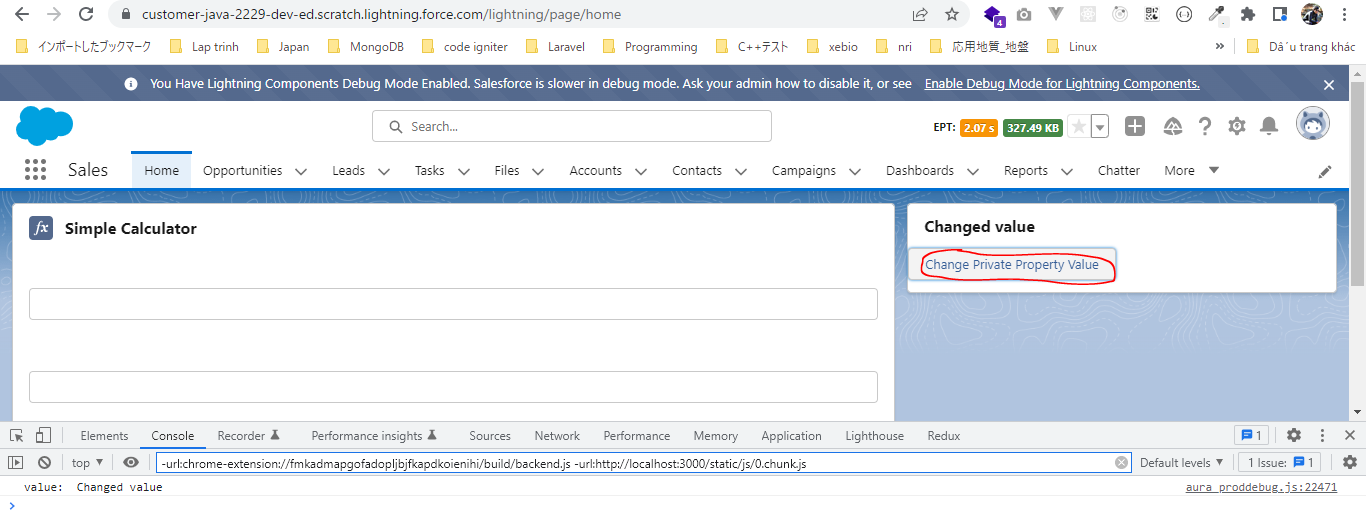 customer-java-2229-dev-ed.scratch.lightning.force.com/lightning/page/home
4
インポートしたブックマーク Lap trinh Japan MongoDB code igniter Laravel Programming C++テスト xebio nri 応用地質_地盤 Linux » Dấu trang khác
You Have Lightning Components Debug Mode Enabled. Salesforce is slower in debug mode. Ask your admin how to disable it, or see Enable Debug Mode for Lightning Components.
Search... EPT: 2.07 s 327.49 KB
Sales Home Opportunities Leads Tasks Files Accounts Contacts Campaigns Dashboards Reports Chatter More
fx Simple Calculator
Changed value
Change Private Property Value
Elements Console Recorder Performance insights Sources Network Performance Memory Application Lighthouse Redux 1
top -url:chrome-extension://fmkadmapgofadopljbjfkapdkoienihi/build/backend.js -url:http://localhost:3000/static/js/0.chunk.js Default levels 1 Issue: 1
value: Changed value aura_proddebug.js:22471